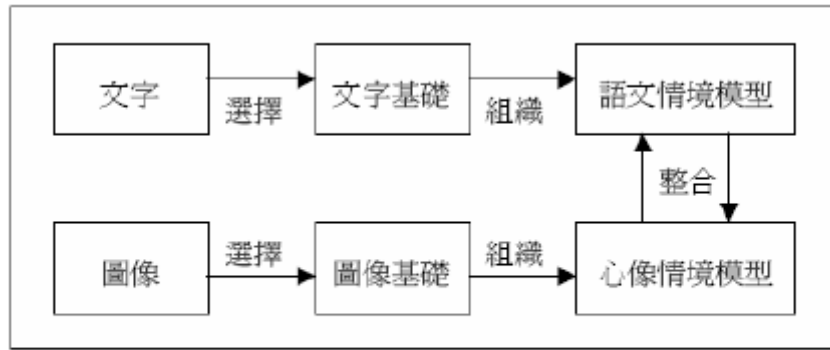 文字
選擇
文字基礎
組織
語文情境模型
整合
圖像
選擇
圖像基礎
組織
心像情境模型